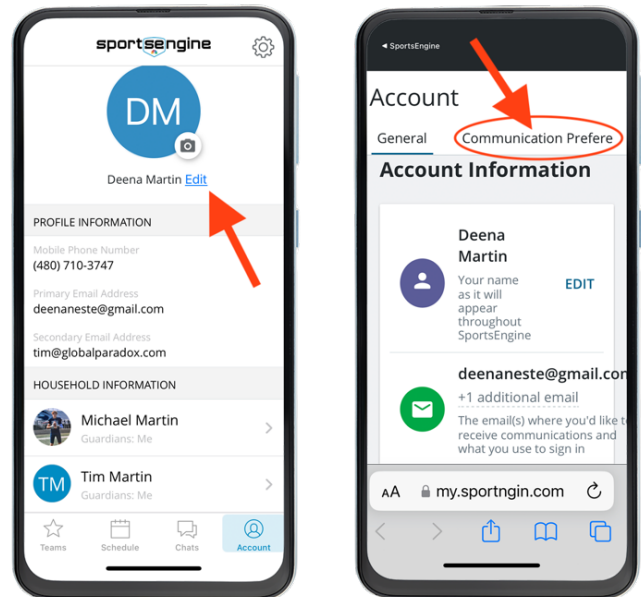 sportsengine
DM
Deena Martin Edit
PROFILE INFORMATION
Mobile Phone Number
(480) 710-3747
Primary Email Address
deenaneste@gmail.com
Secondary Email Address
tim@globalparadox.com
HOUSEHOLD INFORMATION
Michael Martin
Guardians: Me
TM
Tim Martin
Guardians: Me
Teams
Schedule
Chats
Account
SportsEngine
Account
General
Communication Prefere
Account Information
Deena
Martin
Your name
as it will
appear
throughout
SportsEngine
EDIT
deenaneste@gmail.con
+1 additional email
The email(s) where you'd like to
receive communications and
what you use to sign in
AA my.sportngin.com